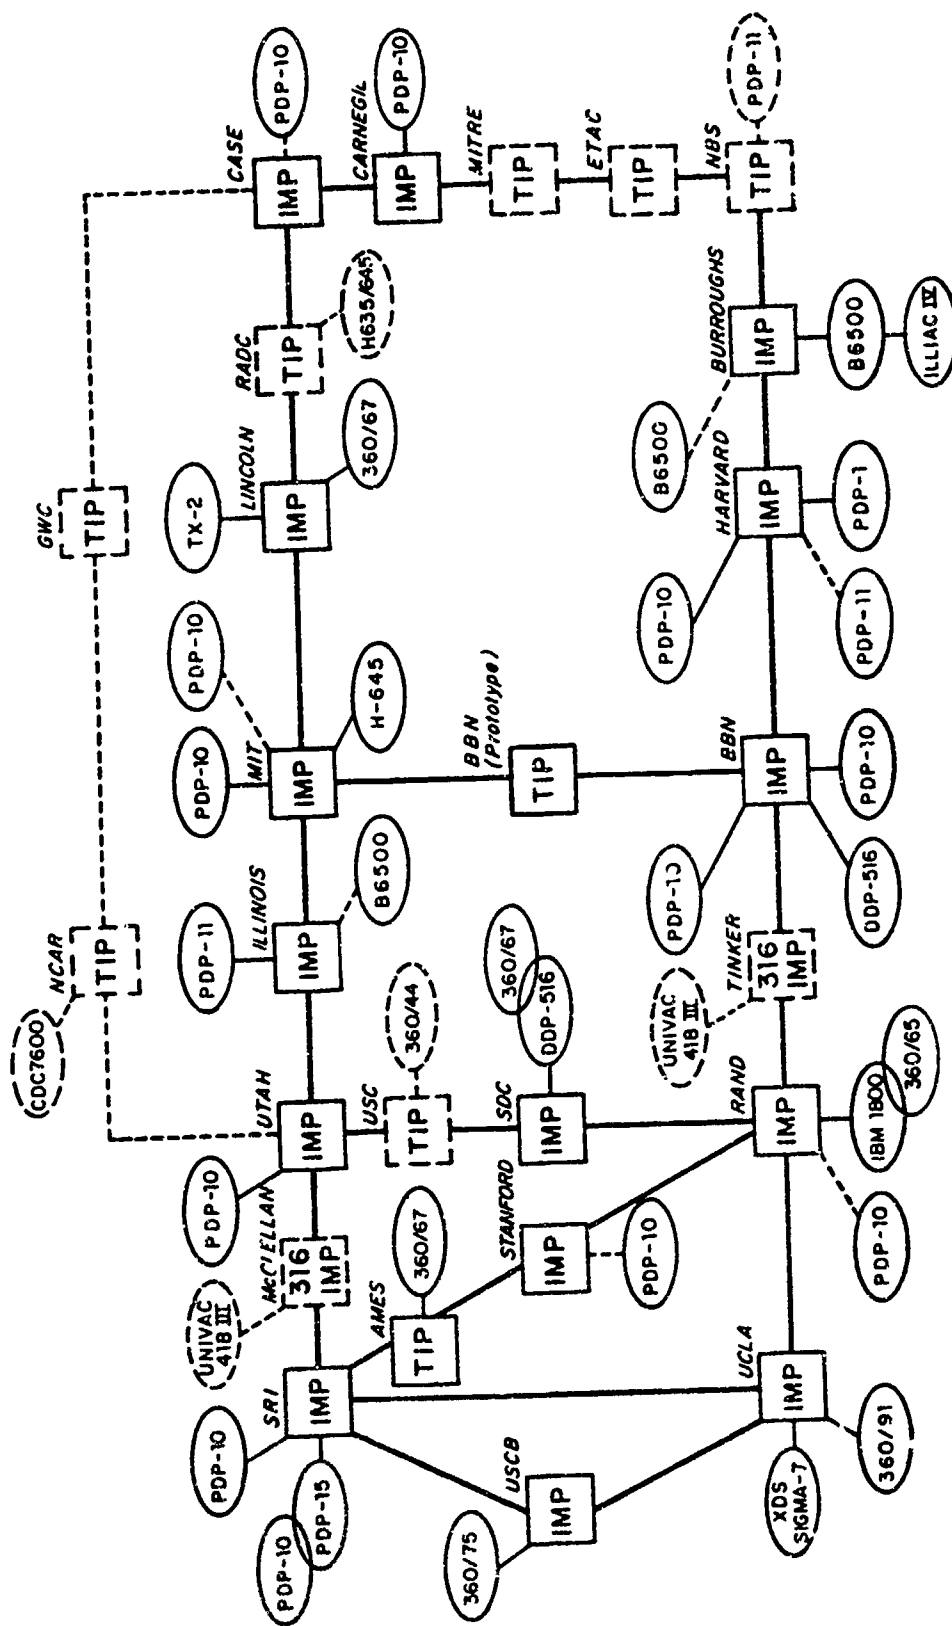 CDC7600
NCAR
TIP
GWC
TIP
PDP-10
PDP-15
PDP-10
SRI
IMP
UNIVAC
418 III
McCLELLAN
316
IMP
PDP-10
UTAH
IMP
PDP-11
ILLINOIS
IMP
B6500
PDP-10
PDP-10
MIT
IMP
H-645
TX-2
LINCOLN
IMP
360/67
RADC
TIP
(H635/645)
CASE
IMP
PDP-10
AMES
TIP
360/67
USC
TIP
360/44
CARNEGIL
IMP
PDP-10
360/75
USCB
IMP
STANFORD
IMP
PDP-10
SDC
IMP
DDP-516
360/67
BBN
(Prototype)
TIP
MITRE
TIP
ETAC
TIP
UCLA
IMP
XDS
SIGMA-7
360/91
RAND
IMP
PDP-10
IBM 1800
360/65
UNIVAC
418 III
TINKER
316
IMP
PDP-10
BBN
IMP
DDP-516
PDP-10
PDP-10
HARVARD
IMP
PDP-11
PDP-1
B6500
BURROUGHS
IMP
B6500
ILLIAC IV
NBS
TIP
PDP-11